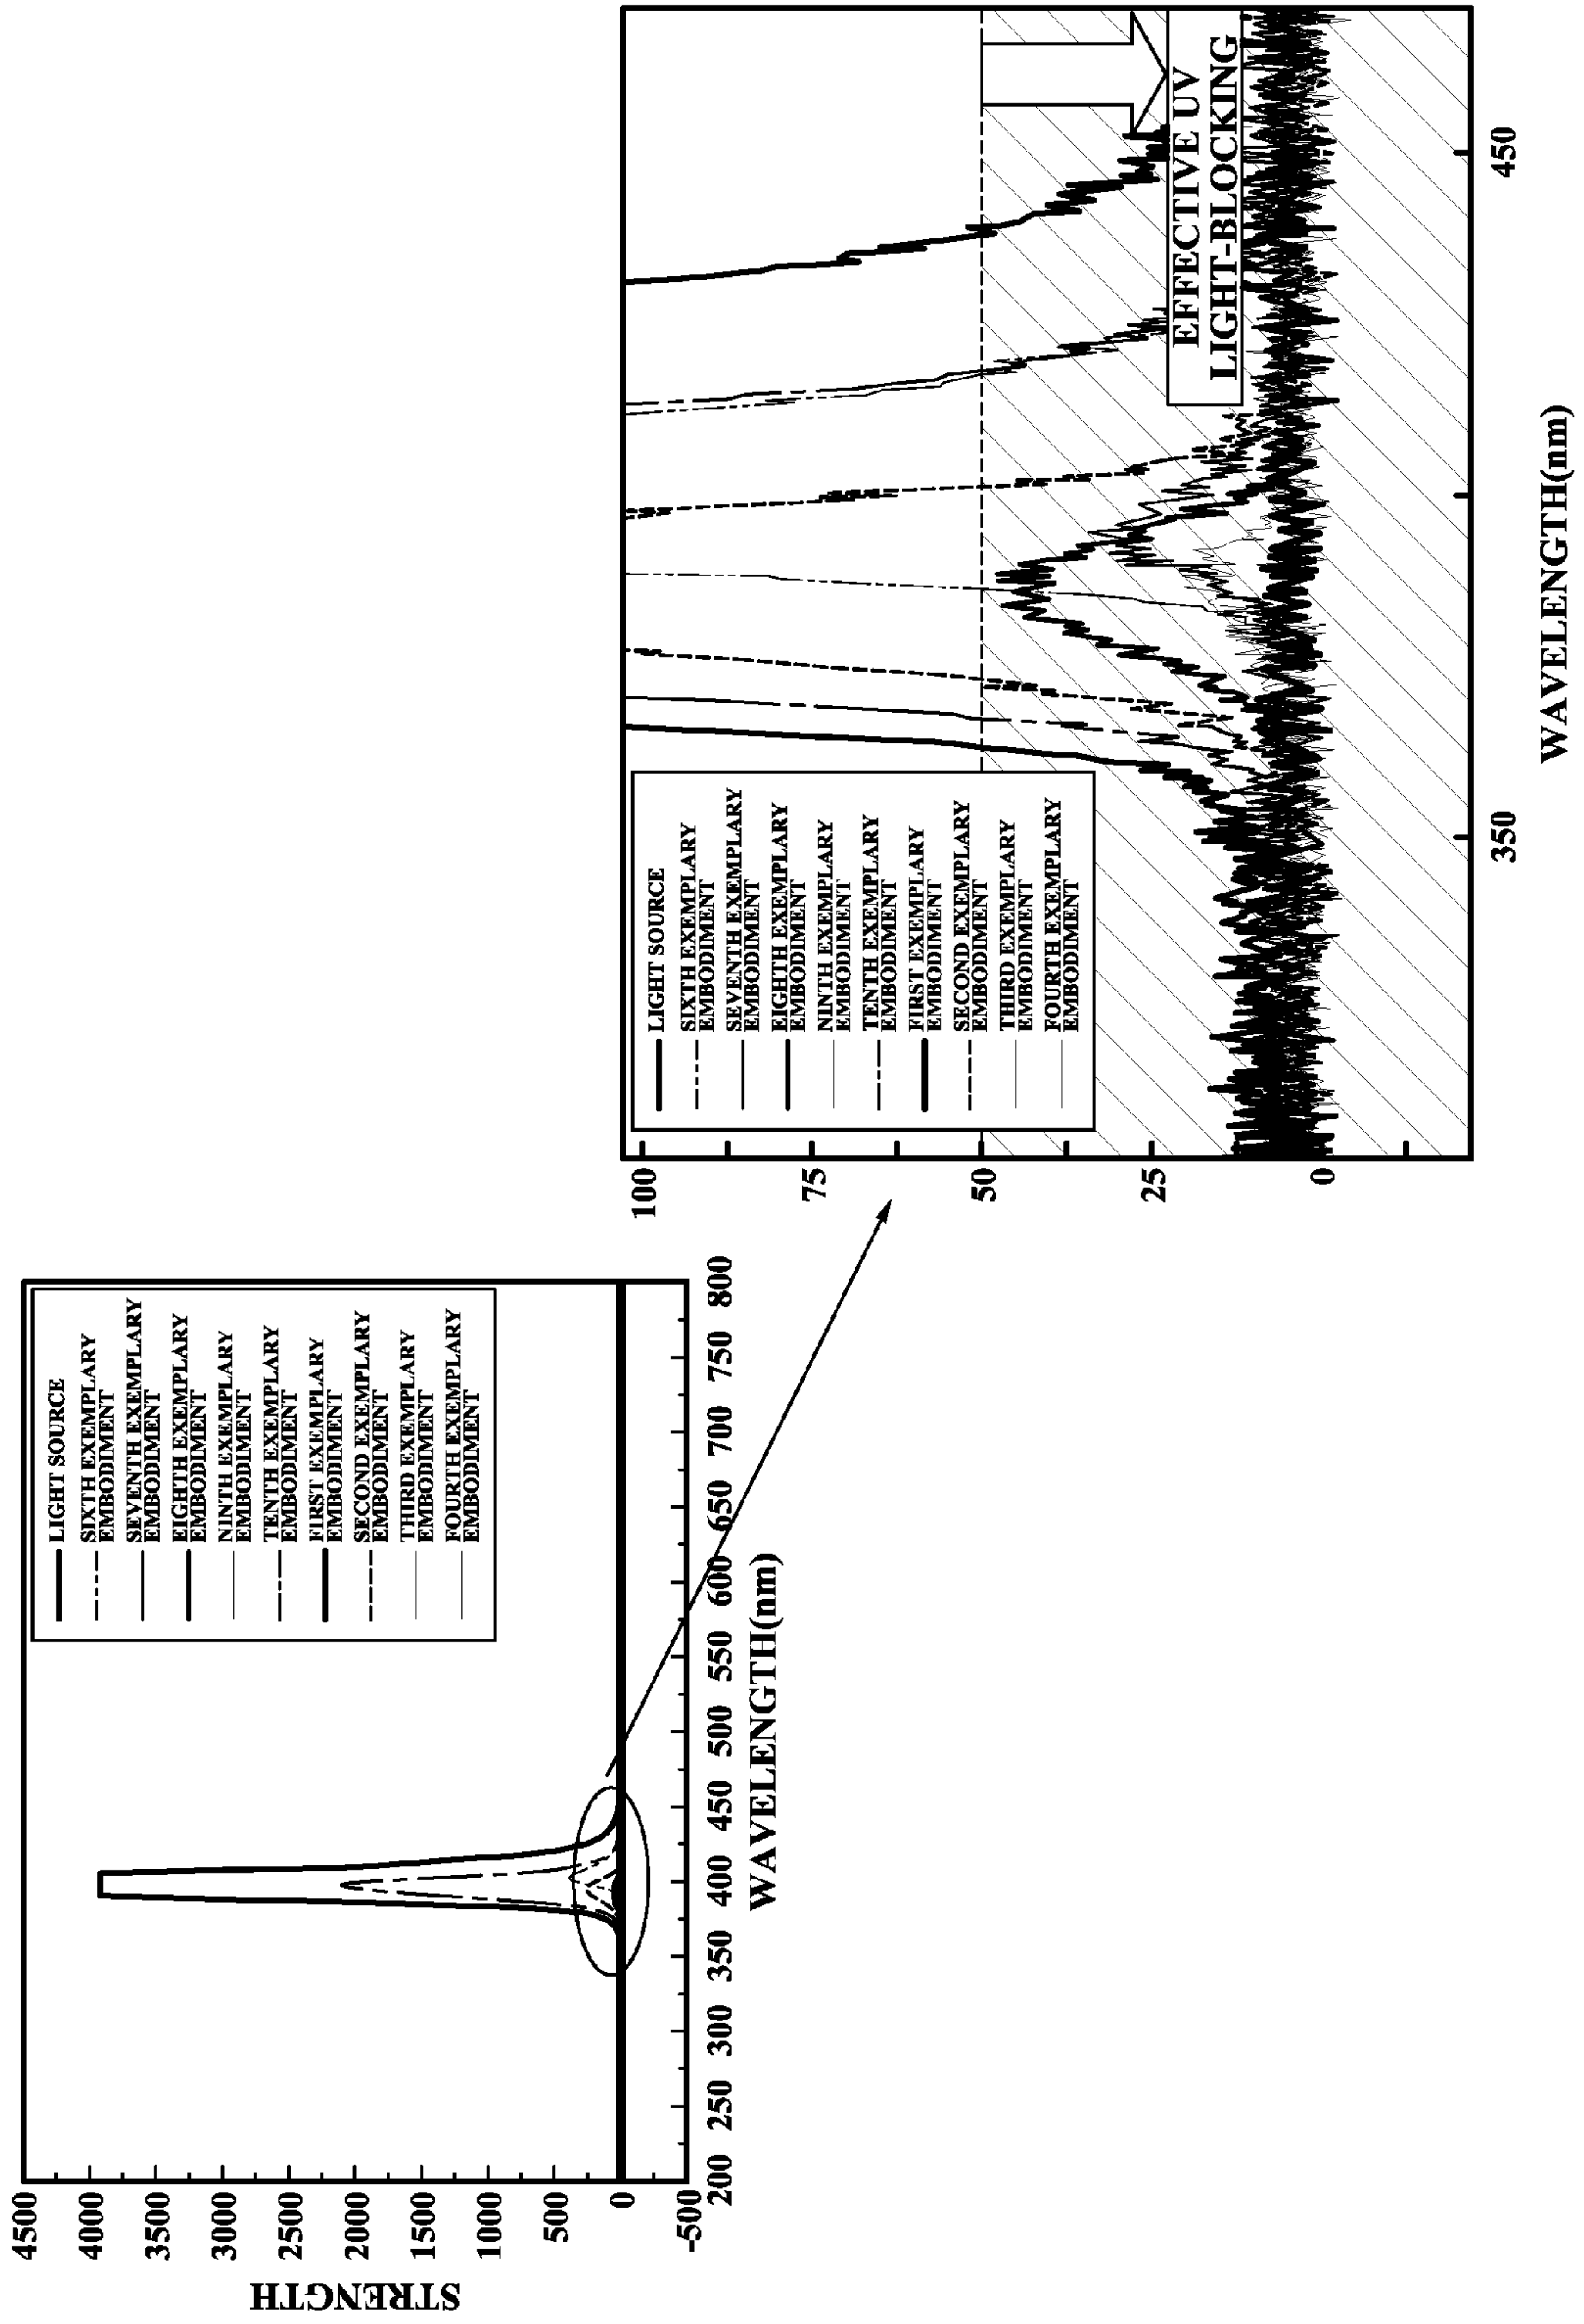 STRENGTH
4500
4000
3500
3000
2500
2000
1500
1000
500
0
-500
LIGHT SOURCE
SIXTH EXEMPLARY
EMBODIMENT
SEVENTH EXEMPLARY
EMBODIMENT
EIGHTH EXEMPLARY
EMBODIMENT
NINTH EXEMPLARY
EMBODIMENT
TENTH EXEMPLARY
EMBODIMENT
FIRST EXEMPLARY
EMBODIMENT
SECOND EXEMPLARY
EMBODIMENT
THIRD EXEMPLARY
EMBODIMENT
FOURTH EXEMPLARY
EMBODIMENT
200 250 300 350 400 450 500 550 600 650 700 750 800
WAVELENGTH(nm)
100
75
50
25
0
LIGHT SOURCE
SIXTH EXEMPLARY
EMBODIMENT
SEVENTH EXEMPLARY
EMBODIMENT
EIGHTH EXEMPLARY
EMBODIMENT
NINTH EXEMPLARY
EMBODIMENT
TENTH EXEMPLARY
EMBODIMENT
FIRST EXEMPLARY
EMBODIMENT
SECOND EXEMPLARY
EMBODIMENT
THIRD EXEMPLARY
EMBODIMENT
FOURTH EXEMPLARY
EMBODIMENT
EFFECTIVE UV
LIGHT-BLOCKING
350 450
WAVELENGTH(nm)